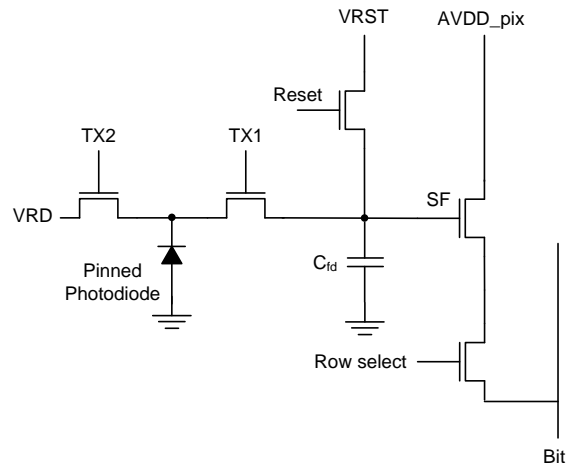 VRST
AVDD_pix
Reset
TX2
TX1
VRD
SF
Pinned
Photodiode
Cfd
Row select
Bit